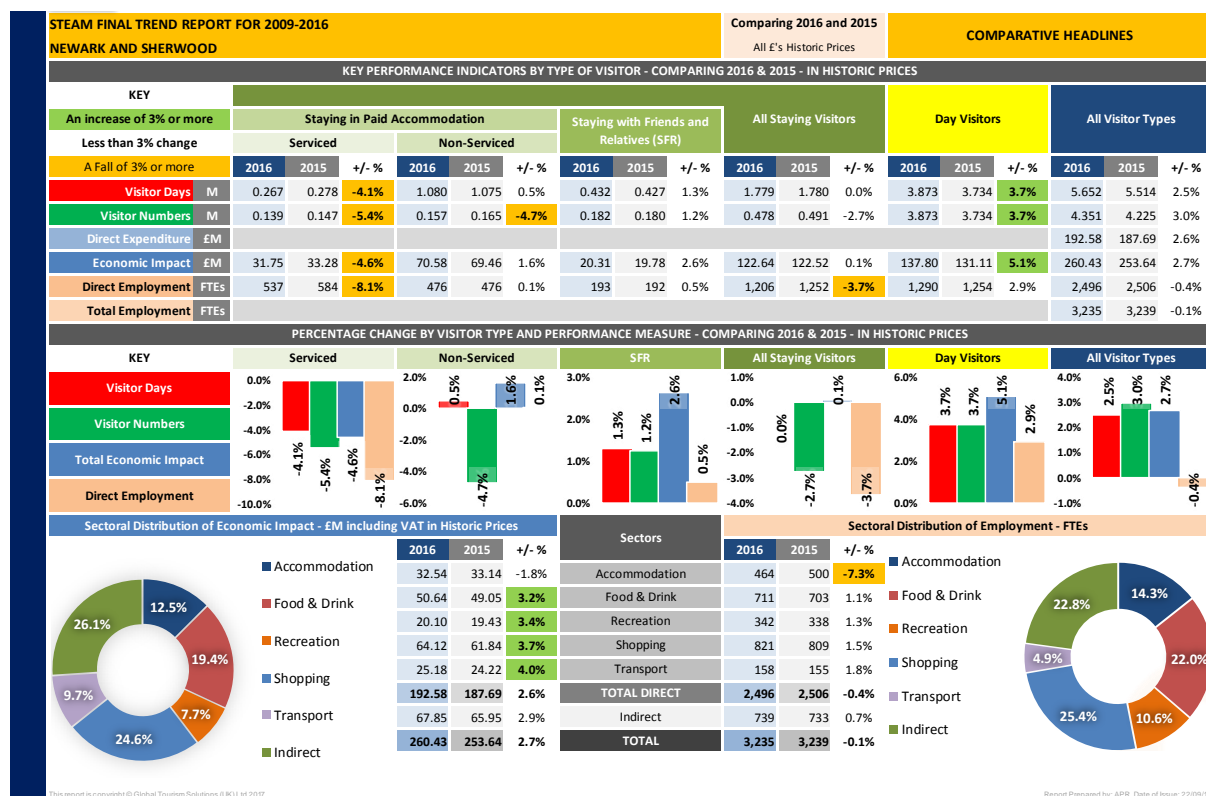 STEAM FINAL TREND REPORT FOR 2009-2016
NEWARK AND SHERWOOD
Comparing 2016 and 2015
All £'s Historic Prices
COMPARATIVE HEADLINES
KEY PERFORMANCE INDICATORS BY TYPE OF VISITOR - COMPARING 2016 & 2015 - IN HISTORIC PRICES
KEY
An increase of 3% or more
Less than 3% change
A Fall of 3% or more
Staying in Paid Accommodation
Serviced Non-Serviced
Staying with Friends and
Relatives (SFR)
All Staying Visitors
Day Visitors
All Visitor Types
2016 2015 +/- % 2016 2015 +/- % 2016 2015 +/- % 2016 2015 +/- % 2016 2015 +/- % 2016 2015 +/- %
Visitor Days M 0.267 0.278 -4.1% 1.080 1.075 0.5% 0.432 0.427 1.3% 1.779 1.780 0.0% 3.873 3.734 3.7% 5.652 5.514 2.5%
Visitor Numbers M 0.139 0.147 -5.4% 0.157 0.165 -4.7% 0.182 0.180 1.2% 0.478 0.491 -2.7% 3.873 3.734 3.7% 4.351 4.225 3.0%
Direct Expenditure £M 192.58 187.69 2.6%
Economic Impact £M 31.75 33.28 -4.6% 70.58 69.46 1.6% 20.31 19.78 2.6% 122.64 122.52 0.1% 137.80 131.11 5.1% 260.43 253.64 2.7%
Direct Employment FTEs 537 584 -8.1% 476 476 0.1% 193 192 0.5% 1,206 1,252 -3.7% 1,290 1,254 2.9% 2,496 2,506 -0.4%
Total Employment FTEs 3,235 3,239 -0.1%
PERCENTAGE CHANGE BY VISITOR TYPE AND PERFORMANCE MEASURE - COMPARING 2016 & 2015 - IN HISTORIC PRICES
KEY Serviced Non-Serviced SFR All Staying Visitors Day Visitors All Visitor Types
Visitor Days
Visitor Numbers
Total Economic Impact
Direct Employment
0.0%
-2.0%
-4.0%
-6.0%
-8.0%
-10.0%
-4.1%
-5.4%
-4.6%
-8.1%
2.0%
0.0%
-2.0%
-4.0%
-6.0%
0.5%
-4.7%
1.6%
0.1%
3.0%
2.0%
1.0%
0.0%
1.3%
1.2%
2.6%
0.5%
1.0%
0.0%
-1.0%
-2.0%
-3.0%
-4.0%
0.0%
-2.7%
0.1%
-3.7%
6.0%
4.0%
2.0%
0.0%
3.7%
3.7%
5.1%
2.9%
4.0%
3.0%
2.0%
1.0%
0.0%
-1.0%
2.5%
3.0%
2.7%
-0.4%
Sectoral Distribution of Economic Impact - £M including VAT in Historic Prices
Sectors
Sectoral Distribution of Employment - FTEs
2016 2015 +/- % 2016 2015 +/- %
32.54 33.14 -1.8% Accommodation 464 500 -7.3%
50.64 49.05 3.2% Food & Drink 711 703 1.1%
20.10 19.43 3.4% Recreation 342 338 1.3%
64.12 61.84 3.7% Shopping 821 809 1.5%
25.18 24.22 4.0% Transport 158 155 1.8%
192.58 187.69 2.6% TOTAL DIRECT 2,496 2,506 -0.4%
67.85 65.95 2.9% Indirect 739 733 0.7%
260.43 253.64 2.7% TOTAL 3,235 3,239 -0.1%
12.5%
19.4%
7.7%
24.6%
9.7%
26.1%
Accommodation
Food & Drink
Recreation
Shopping
Transport
Indirect
Accommodation
Food & Drink
Recreation
Shopping
Transport
Indirect
14.3%
22.0%
10.6%
25.4%
4.9%
22.8%
This report is copyright © Global Tourism Solutions (UK) Ltd 2017
Report Prepared by: APR. Date of Issue: 22/09/